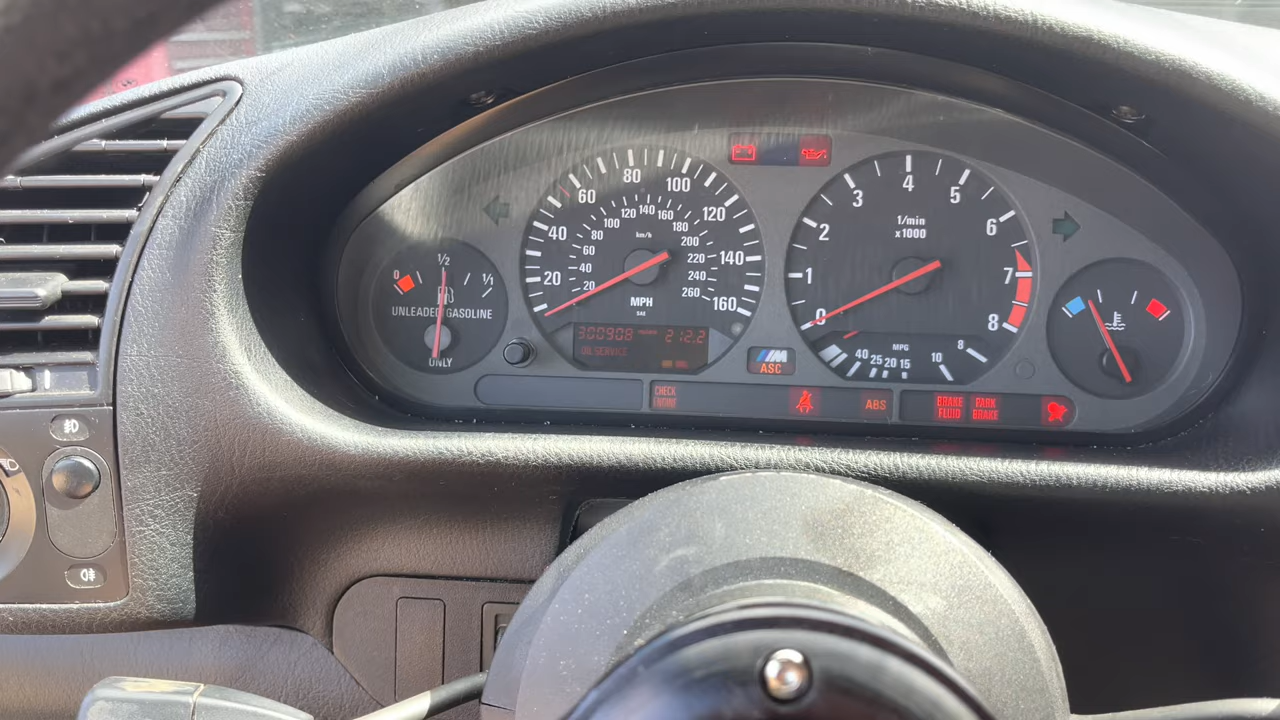 0
1/2
1/1
UNLEADED GASOLINE
ONLY
20
40
60
80
100
120
140
160
20
40
60
80
100
120
140
160
180
200
220
240
260
km/h
MPH
SAE
300908 212.2
OILSERVICE
M
ASC
0
1
2
3
4
5
6
7
8
1/min
x1000
MPG
40 25 20 15 10 8
CHECK
ENGINE
ABS
BRAKE
FLUID
PARK
BRAKE